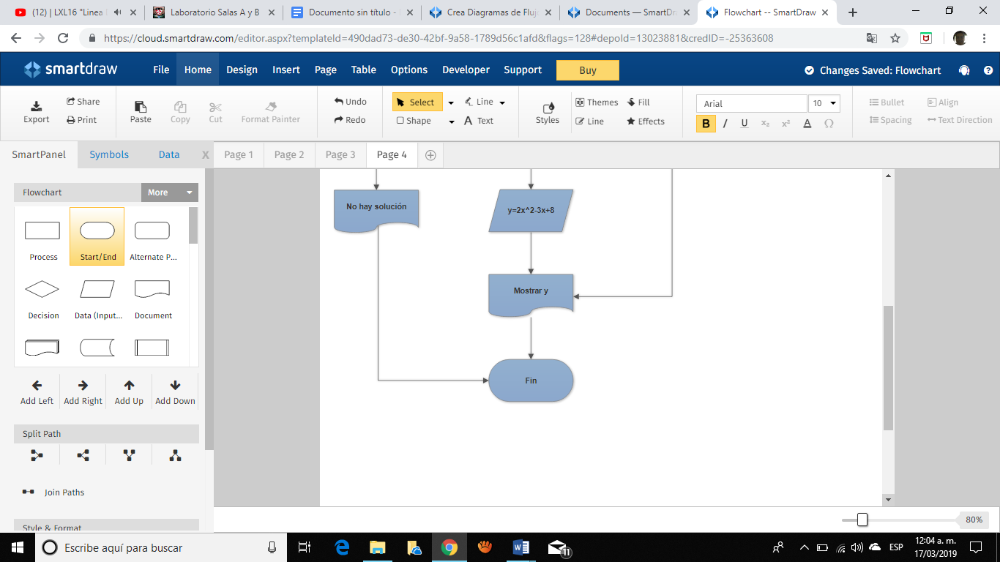 (12) | LXL16 "Linea
Laboratorio Salas A y B
Documento sin título -
Crea Diagramas de Flujo
Documents — SmartDr
Flowchart -- SmartDraw
https://cloud.smartdraw.com/editor.aspx?templateId=490dad73-de30-42bf-9a58-1789d56c1afd&flags=128#depoId=13023881&credID=-25363608
smartdraw
File Home Design Insert Page Table Options Developer Support Buy
Changes Saved: Flowchart
Export Share Print
Paste Copy Cut Format Painter
Undo Redo
Select Line
Shape Text
Styles Themes Fill
Line Effects
Arial 10
B I U x₂ x² A Ω
Bullet Align
Spacing Text Direction
SmartPanel Symbols Data X
Page 1 Page 2 Page 3 Page 4
Flowchart More
Process Start/End Alternate P...
Decision Data (Input... Document
Add Left Add Right Add Up Add Down
Split Path
Join Paths
Style & Format
No hay solución
y=2x^2-3x+8
Mostrar y
Fin
80%
Escribe aquí para buscar
11
ESP
12:04 a. m.
17/03/2019